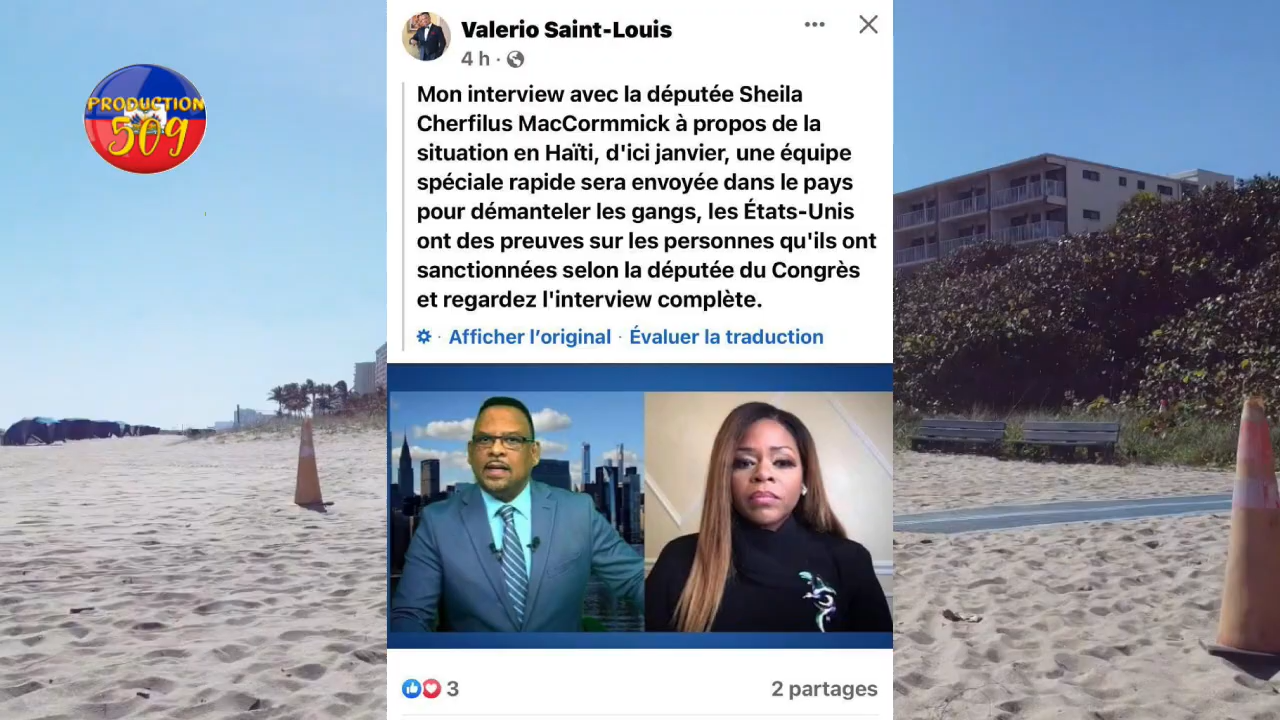 PRODUCTION
509
Valerio Saint-Louis
4 h ·
Mon interview avec la députée Sheila
Cherfilus MacCormmick à propos de la
situation en Haïti, d'ici janvier, une équipe
spéciale rapide sera envoyée dans le pays
pour démanteler les gangs, les États-Unis
ont des preuves sur les personnes qu'ils ont
sanctionnées selon la députée du Congrès
et regardez l'interview complète.
· Afficher l’original · Évaluer la traduction
3
2 partages